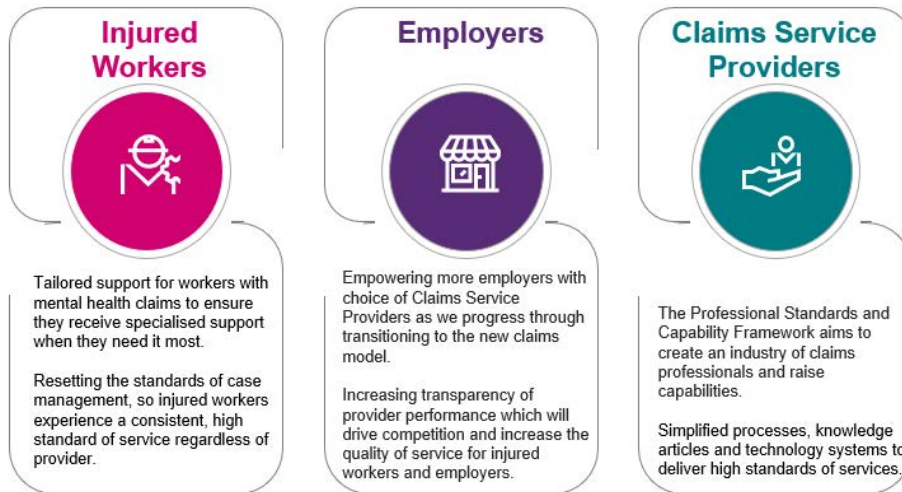 Injured
Workers
Tailored support for workers with
mental health claims to ensure
they receive specialised support
when they need it most.
Resetting the standards of case
management, so injured workers
experience a consistent, high
standard of service regardless of
provider.
Employers
Empowering more employers with
choice of Claims Service
Providers as we progress through
transitioning to the new claims
model.
Increasing transparency of
provider performance which will
drive competition and increase the
quality of service for injured
workers and employers.
Claims Service
Providers
The Professional Standards and
Capability Framework aims to
create an industry of claims
professionals and raise
capabilities.
Simplified processes, knowledge
articles and technology systems to
deliver high standards of services.